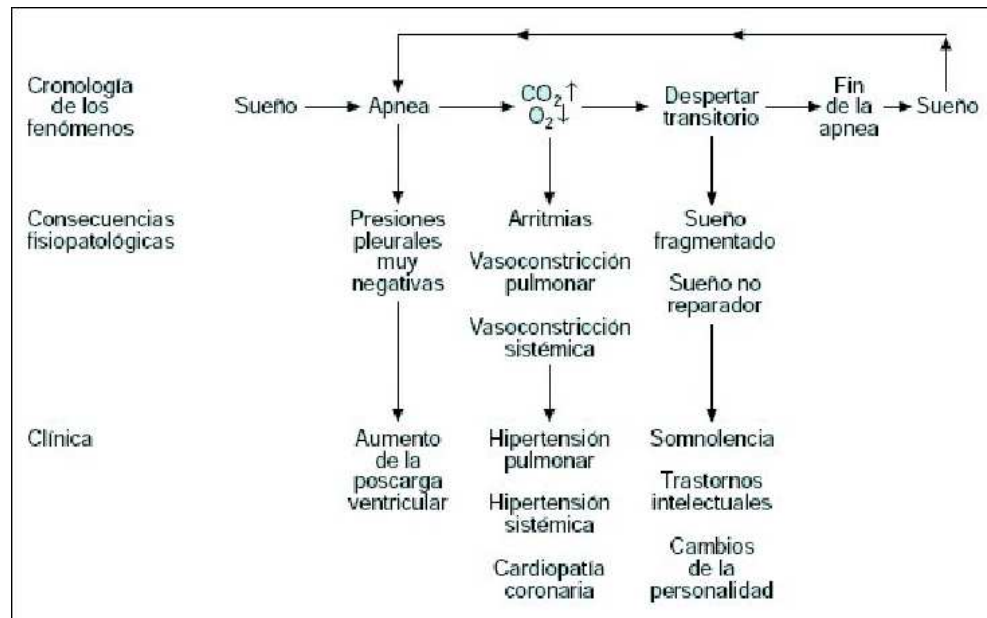 Cronología
de los
fenómenos
Sueño
Apnea
CO₂ ↑
O₂ ↓
Despertar
transitorio
Fin
de la
apnea
Sueño
Consecuencias
fisiopatológicas
Presiones
pleurales
muy
negativas
Arritmias
Vasoconstricción
pulmonar
Vasoconstricción
sistémica
Sueño
fragmentado
Sueño no
reparador
Clínica
Aumento
de la
poscarga
ventricular
Hipertensión
pulmonar
Hipertensión
sistémica
Cardiopatía
coronaria
Somnolencia
Trastornos
intelectuales
Cambios
de la
personalidad